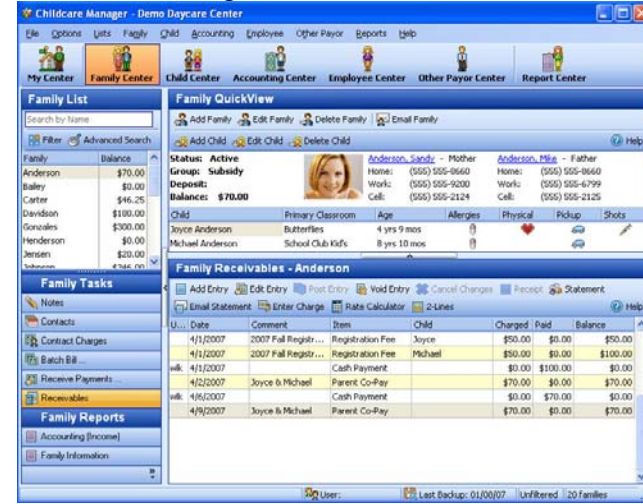 Childcare Manager - Demo Daycare Center
File Options Lists Family Child Accounting Employee Other Payor Reports Help
My Center Family Center Child Center Accounting Center Employee Center Other Payor Center Report Center
Family List
Search by Name
Filter Advanced Search
Family Balance
Anderson $70.00
Bailey $0.00
Carter $46.25
Davidson $100.00
Gonzales $300.00
Henderson $0.00
Jensen $20.00
Johnson $246.00
Family Tasks
Notes
Contacts
Contract Charges
Batch Bill ...
Receive Payments ...
Receivables
Family Reports
Accounting (Income)
Family Information
Family QuickView
Add Family Edit Family Delete Family Email Family
Add Child Edit Child Delete Child Help
Status: Active Anderson, Sandy - Mother Anderson, Mike - Father
Group: Subsidy Home: (555) 555-8660 Home: (555) 555-8660
Deposit: Work: (555) 555-9200 Work: (555) 555-6799
Balance: $70.00 Cell: (555) 555-2124 Cell: (555) 555-2125
Child Primary Classroom Age Allergies Physical Pickup Shots
Joyce Anderson Butterflies 4 yrs 9 mos
Michael Anderson School Club Kid's 8 yrs 10 mos
Family Receivables - Anderson
Add Entry Edit Entry Post Entry Void Entry Cancel Changes Receipt Statement
Email Statement Enter Charge Rate Calculator 2-Lines Help
U... Date Comment Item Child Charged Paid Balance
4/1/2007 2007 Fall Registr... Registration Fee Joyce $50.00 $0.00 $50.00
4/1/2007 2007 Fall Registr... Registration Fee Michael $50.00 $0.00 $100.00
wilk 4/1/2007 Cash Payment $0.00 $100.00 $0.00
4/2/2007 Joyce & Michael Parent Co-Pay $70.00 $0.00 $70.00
wilk 4/6/2007 Cash Payment $0.00 $70.00 $0.00
4/9/2007 Joyce & Michael Parent Co-Pay $70.00 $0.00 $70.00
User: Last Backup: 01/00/07 Unfiltered 20 families